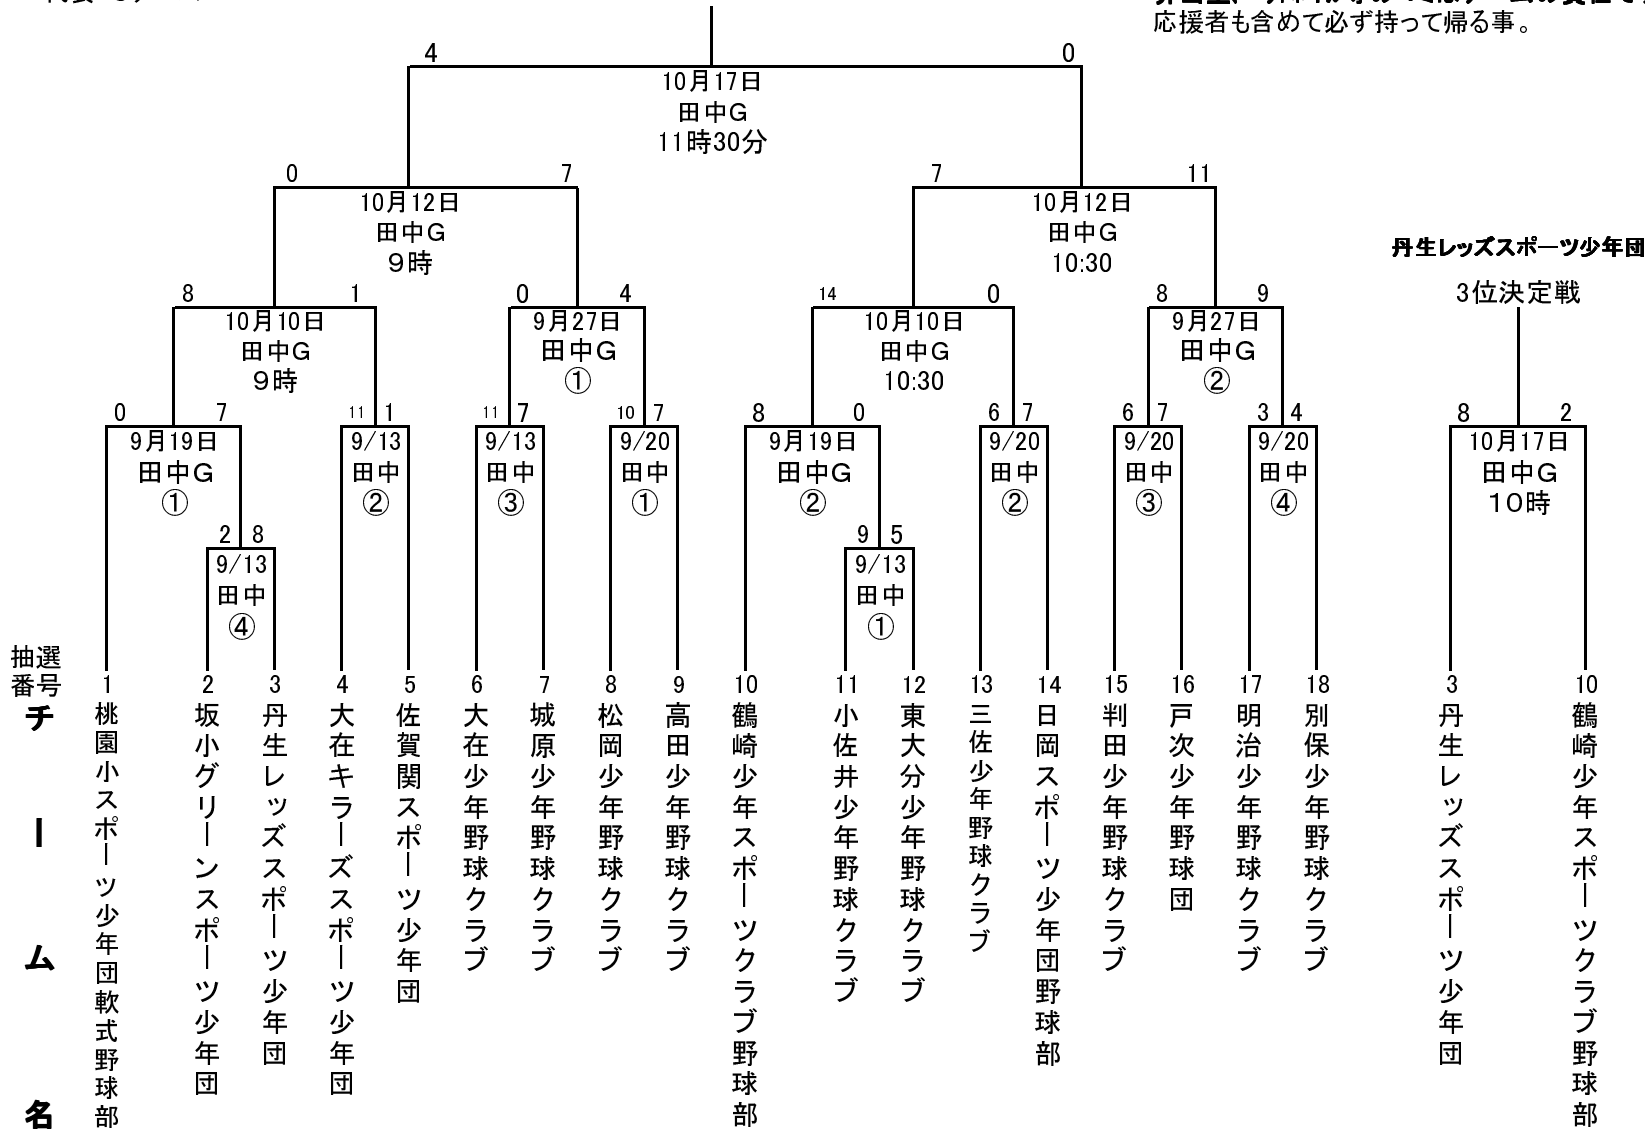 応援者も含めて必ず持って帰る事。
4 0
10月17日
田中G
11時30分
0 7 7 11
10月12日 10月12日
田中G 田中G
9時 10:30
丹生レッズスポーツ少年団
3位決定戦
8 1 0 4 14 0 8 9
10月10日 9月27日 10月10日 9月27日
田中G 田中G 田中G 田中G
9時 ① 10:30 ②
0 7 11 1 11 7 10 7 8 0 6 7 6 7 3 4 8 2
9月19日 9/13 9/13 9/20 9月19日 9/20 9/20 9/20 10月17日
田中G 田中 田中 田中 田中G 田中 田中 田中 田中G
① ② ③ ① ② ② ③ ④ 10時
2 8 9 5
9/13 9/13
田中 田中
④ ①
抽選
番号 1 2 3 4 5 6 7 8 9 10 11 12 13 14 15 16 17 18 3 10
チーム名
桃園小スポーツ少年団軟式野球部
坂小グリーンスポーツ少年団
丹生レッズスポーツ少年団
大在キラーズスポーツ少年団
佐賀関スポーツ少年団
大在少年野球クラブ
城原少年野球クラブ
松岡少年野球クラブ
高田少年野球クラブ
鶴崎少年スポーツクラブ野球部
小佐井少年野球クラブ
東大分少年野球クラブ
三佐少年野球クラブ
日岡スポーツ少年団野球部
判田少年野球クラブ
戸次少年野球団
明治少年野球クラブ
別保少年野球クラブ
丹生レッズスポーツ少年団
鶴崎少年スポーツクラブ野球部